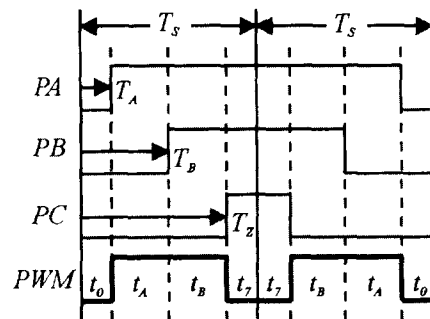 T_s T_s
PA T_A
PB T_B
PC T_z
PWM t_0 t_A t_B t_7 t_7 t_B t_A t_0